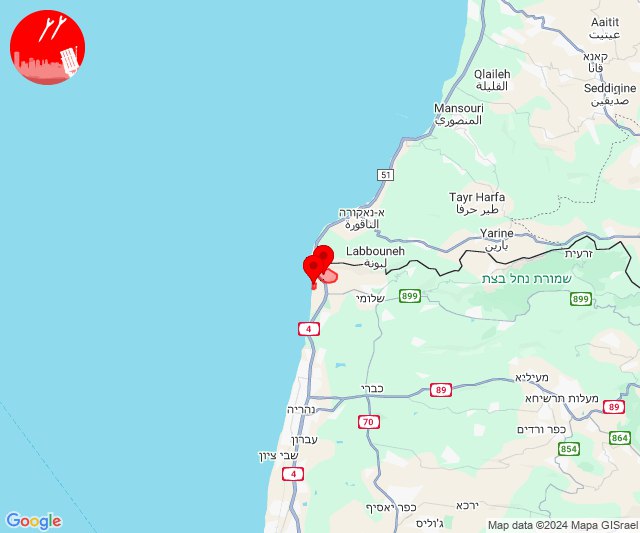 Aaitit
عيتيت
קאנא
قانا
Seddiqine
صديقين
Qlaileh
القليلة
Mansouri
المنصوري
51
Tayr Harfa
طير حرفا
א-נאקורה
الناقورة
Yarine
يارين
Labbouneh
لبونة
זרעית
שמורת נחל בצת
899
899
שלומי
4
מעיליא
כברי
89
מעלות תרשיחא
89
נהריה
70
כפר ורדים
864
עברון
854
שבי ציון
4
ירכא
כפר יאסיף
ג'וליס
Google
Map data ©2024 Mapa GISrael